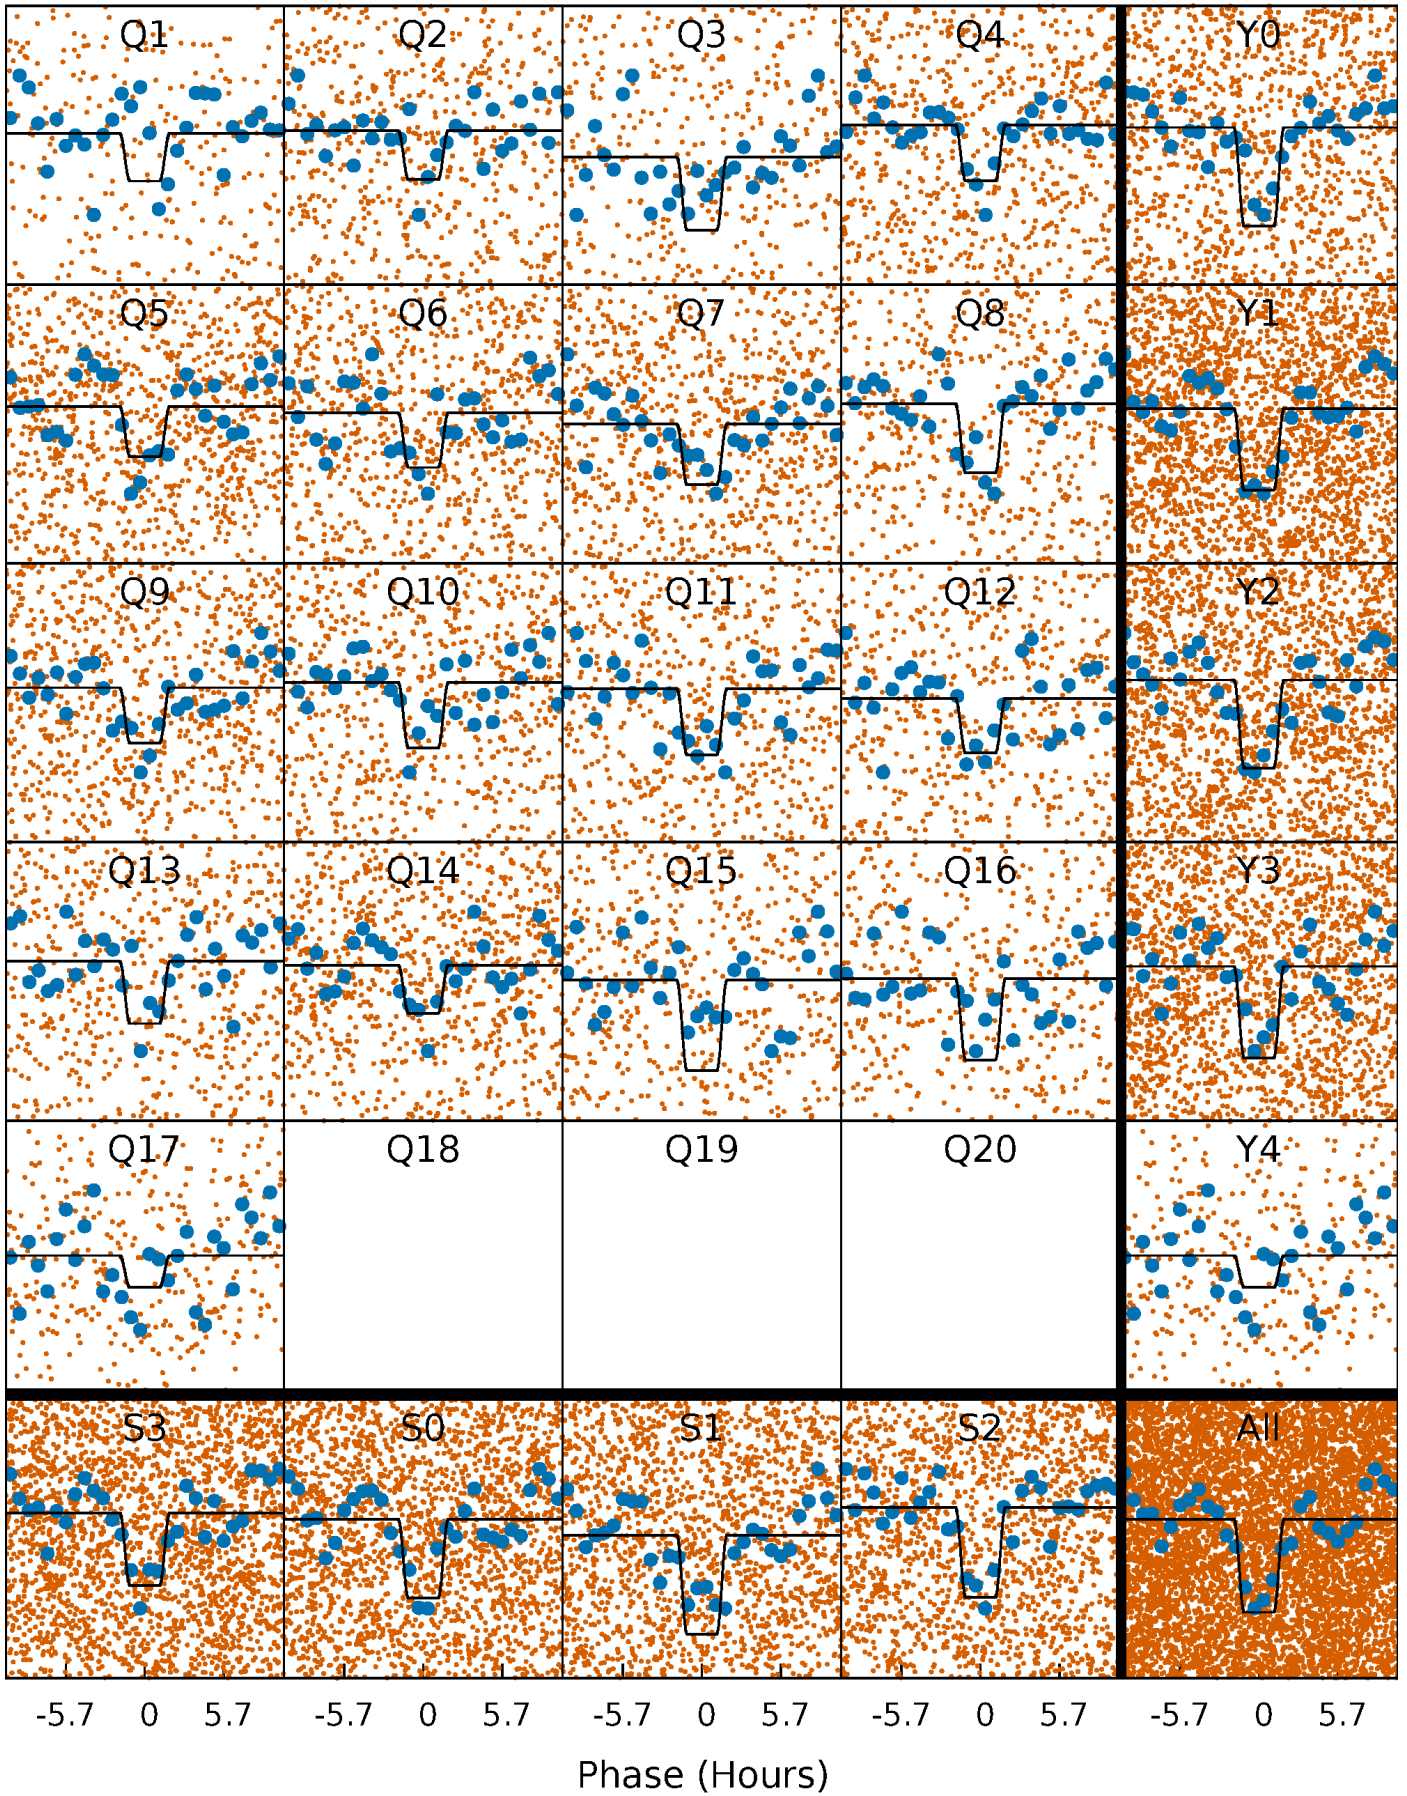 Q1 Q2 Q3 Q4 Y0
Q5 Q6 Q7 Q8 Y1
Q9 Q10 Q11 Q12 Y2
Q13 Q14 Q15 Q16 Y3
Q17 Q18 Q19 Q20 Y4
S3 S0 S1 S2 All
-5.7 0 5.7 -5.7 0 5.7 -5.7 0 5.7 -5.7 0 5.7 -5.7 0 5.7
Phase (Hours)